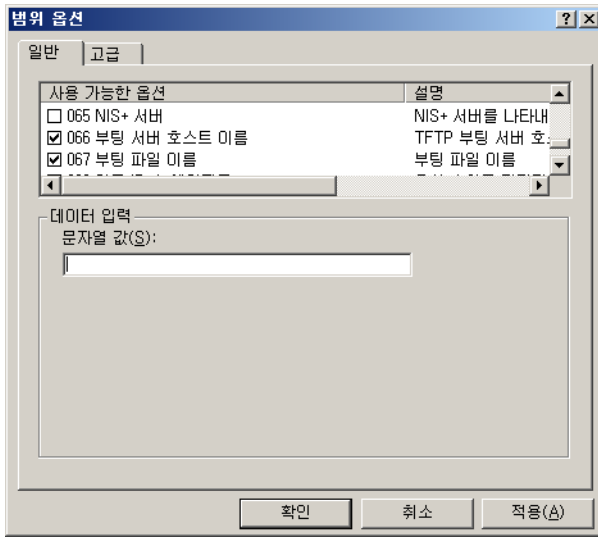 범위 옵션
일반 고급
사용 가능한 옵션 설명
065 NIS+ 서버 NIS+ 서버를 나타내
066 부팅 서버 호스트 이름 TFTP 부팅 서버 호
067 부팅 파일 이름 부팅 파일 이름
데이터 입력
문자열 값(S):
확인 취소 적용(A)